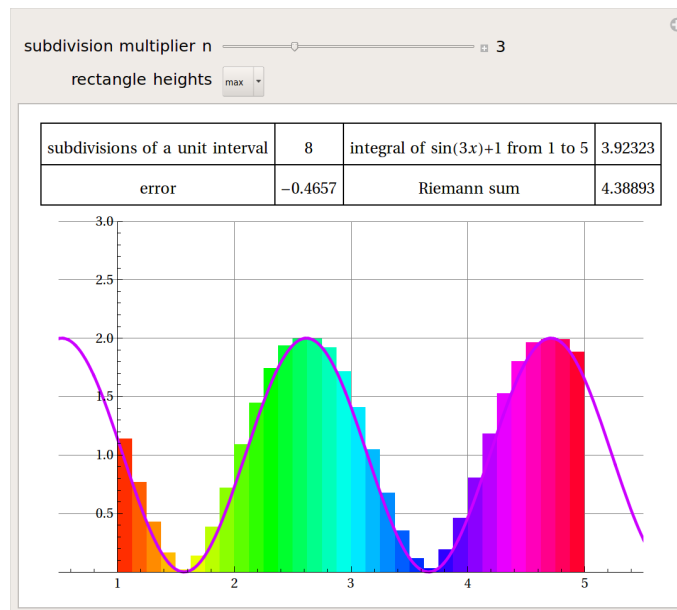 subdivision multiplier n 3
rectangle heights max
subdivisions of a unit interval 8 integral of sin(3x)+1 from 1 to 5 3.92323
error −0.4657 Riemann sum 4.38893
3.0
2.5
2.0
1.5
1.0
0.5
1 2 3 4 5